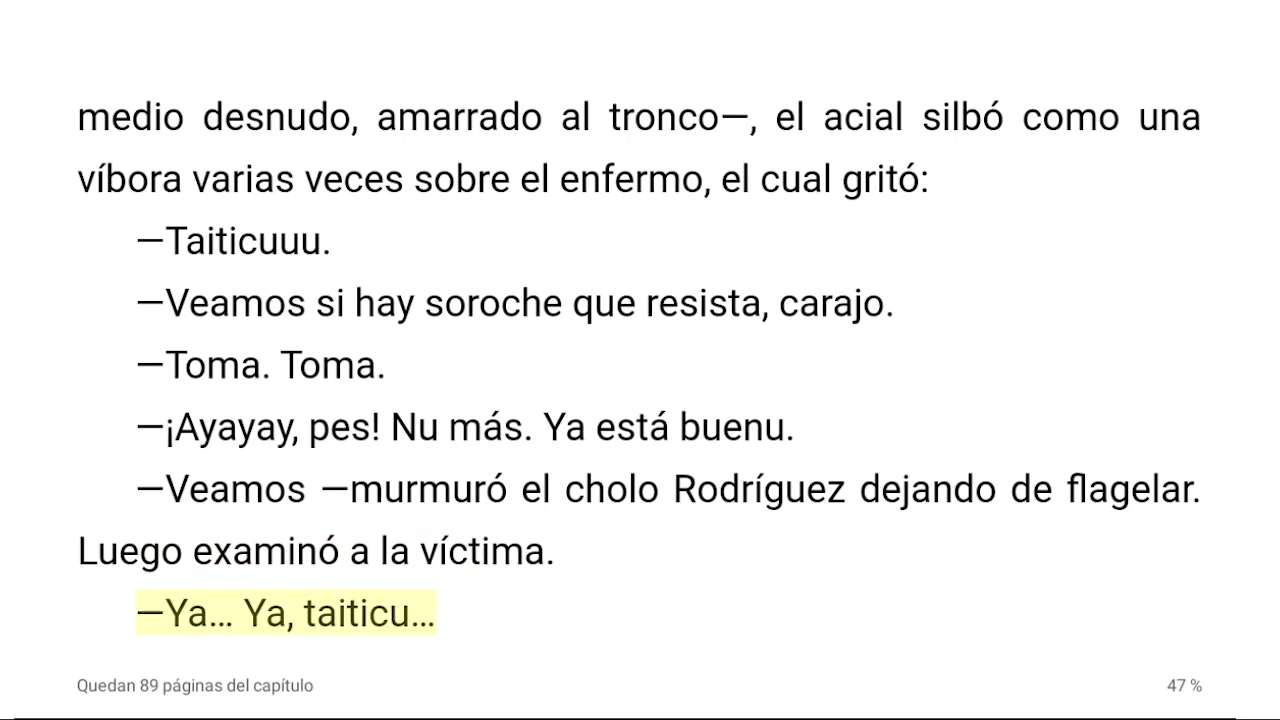 medio desnudo, amarrado al tronco—, el acial silbó como una
víbora varias veces sobre el enfermo, el cual gritó:
—Taiticuuu.
—Veamos si hay soroche que resista, carajo.
—Toma. Toma.
—¡Ayayay, pes! Nu más. Ya está buenu.
—Veamos —murmuró el cholo Rodríguez dejando de flagelar.
Luego examinó a la víctima.
—Ya... Ya, taiticu...
Quedan 89 páginas del capítulo
47 %